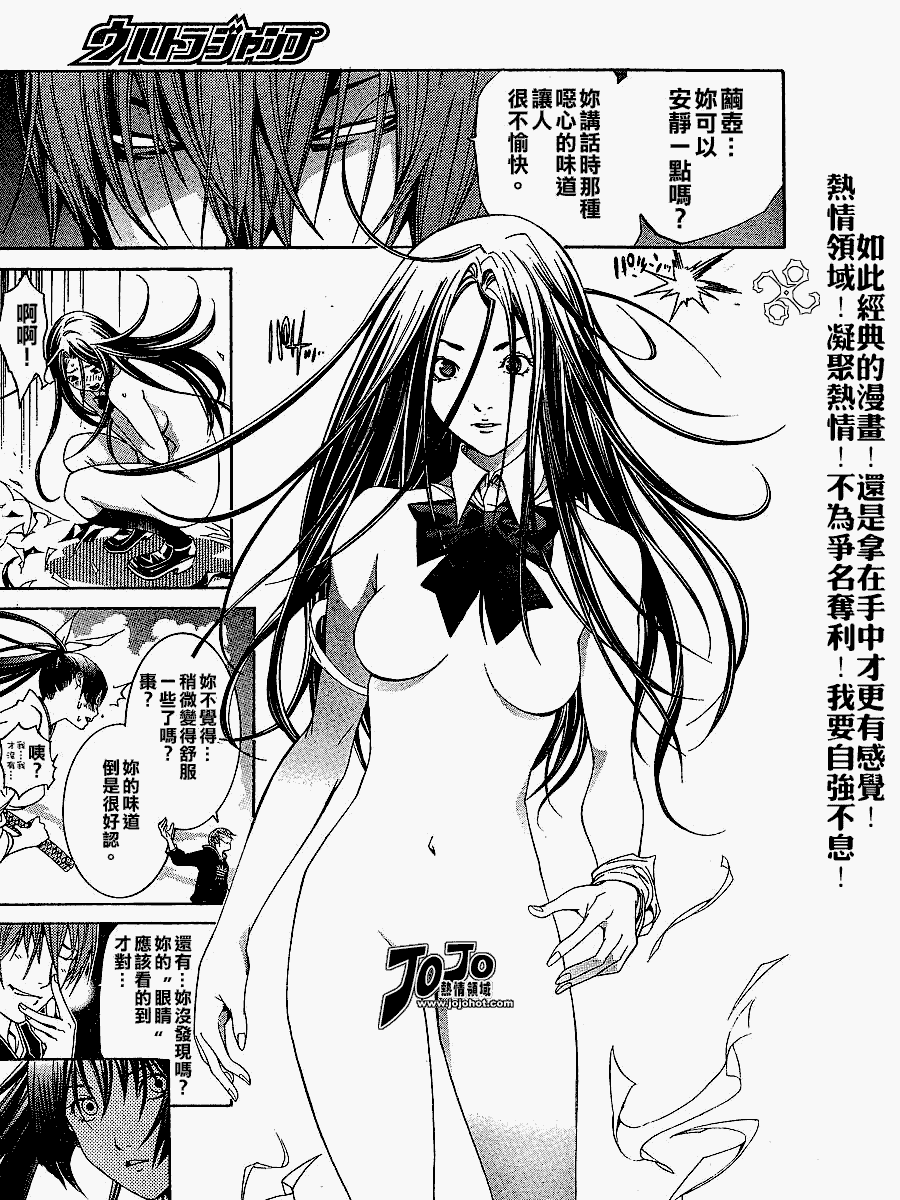 ウルトラジャンプ
繭壺…
妳可以
安靜一點嗎?
妳講話時那種
噁心的味道
讓人
很不愉快。
啊啊!
妳不覺得…
稍微變得舒服
一些了嗎?
棗?
妳的味道
倒是很好認。
咦?
我…我
才沒有…
還有…妳沒發現嗎?
妳的"眼睛"
應該看的到
才對…
如此經典的漫畫!還是拿在手中才更有感覺!
熱情領域!凝聚熱情!不為爭名奪利!我要自強不息!
JOJO
熱情領域
www.jojohot.com